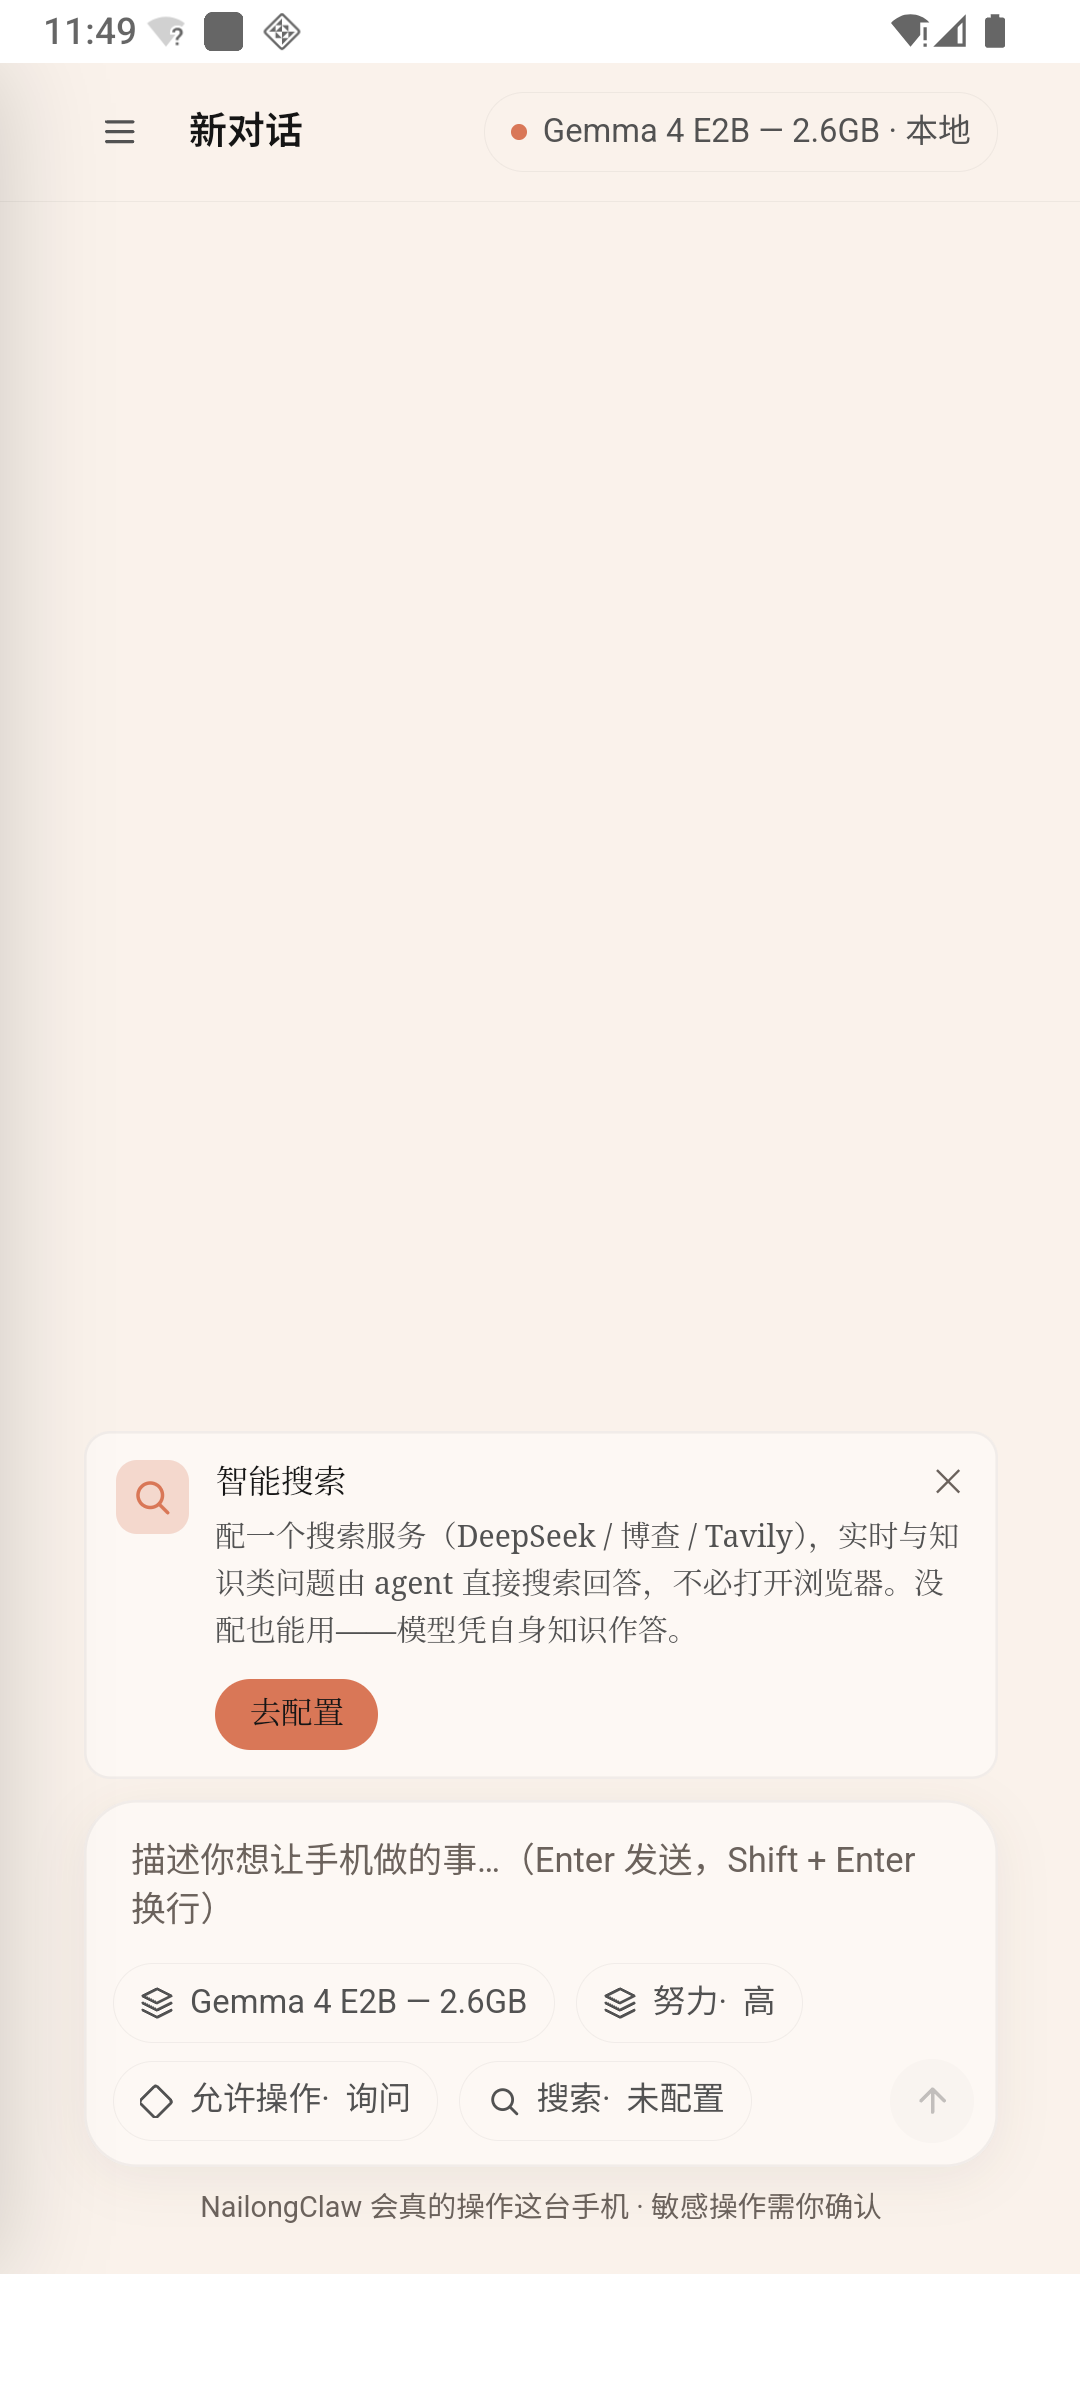 11:49
新对话
Gemma 4 E2B — 2.6GB · 本地
智能搜索
配一个搜索服务（DeepSeek / 博查 / Tavily），实时与知
识类问题由 agent 直接搜索回答，不必打开浏览器。没
配也能用——模型凭自身知识作答。
去配置
描述你想让手机做的事…（Enter 发送，Shift + Enter
换行）
Gemma 4 E2B — 2.6GB
努力· 高
允许操作· 询问
搜索· 未配置
NailongClaw 会真的操作这台手机 · 敏感操作需你确认